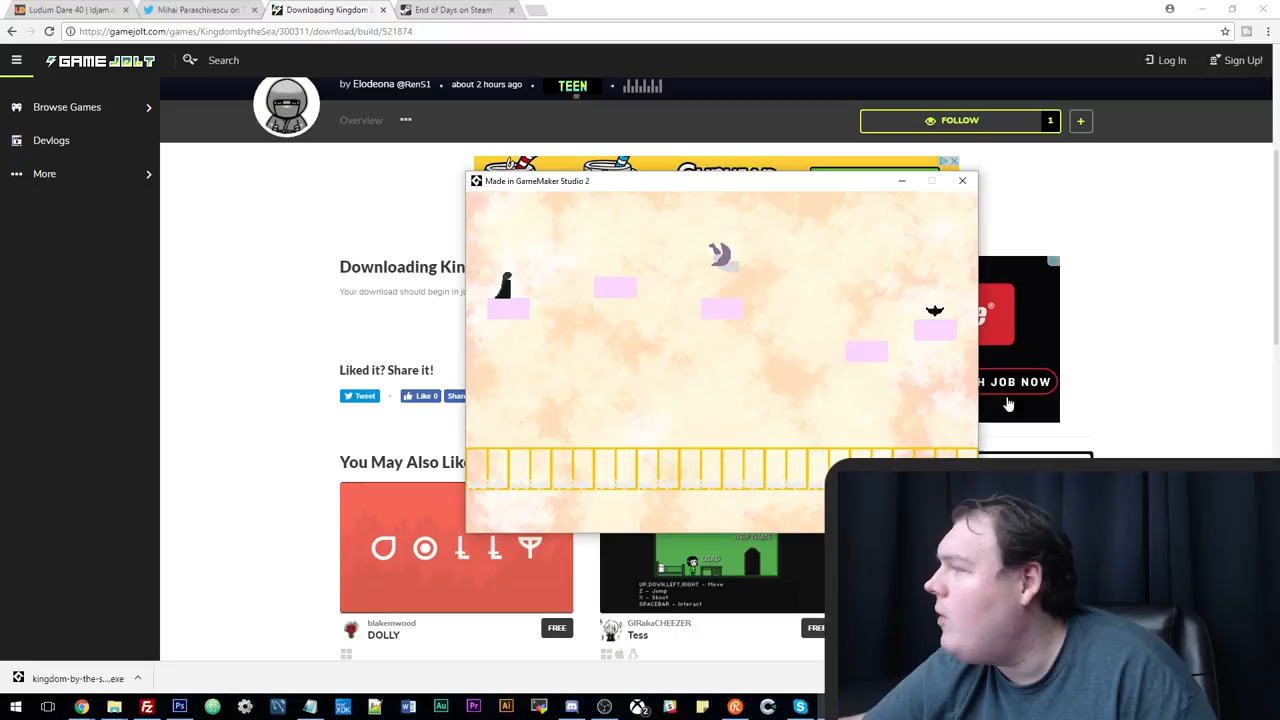 Ludum Dare 40 | ldjam.c
Mihai Paraschivescu on T
Downloading Kingdom
End of Days on Steam
https://gamejolt.com/games/KingdombytheSea/300311/download/build/521874
GAME JOLT
Search
Log In
Sign Up!
by Elodeona @RenS1 • about 2 hours ago • TEEN
Browse Games
Devlogs
More
Overview
FOLLOW
1
Made in GameMaker Studio 2
Downloading Kin
Your download should begin in ju
H JOB NOW
Liked it? Share it!
Tweet
Like 0
Share
You May Also Like
LOAD
UP,DOWN,LEFT,RIGHT - Move
Z - Jump
X - Shoot
SPACEBAR - Interact
blakemwood
DOLLY
FREE
GIRakaCHEEZER
Tess
FRE
kingdom-by-the-s....exe